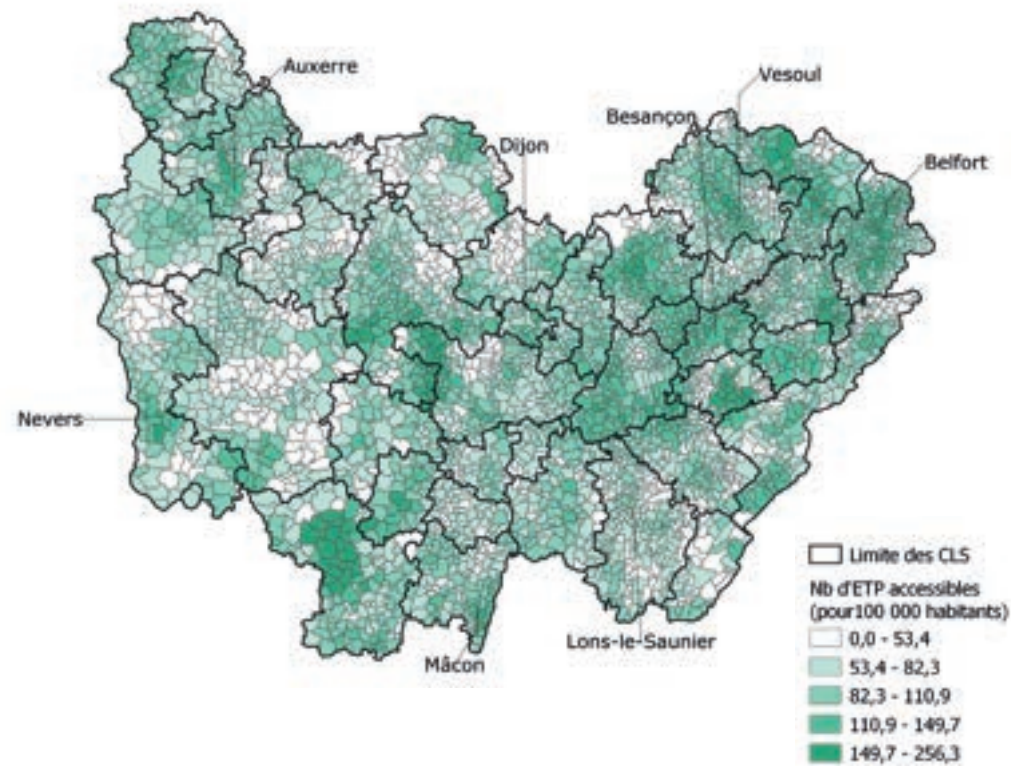 Auxerre
Vesoul
Besançon
Dijon
Belfort
Nevers
Limite des CLS
Nb d'ETP accessibles
(pour100 000 habitants)
0,0 - 53,4
53,4 - 82,3
82,3 - 110,9
110,9 - 149,7
149,7 - 256,3
Lons-le-Saunier
Mâcon